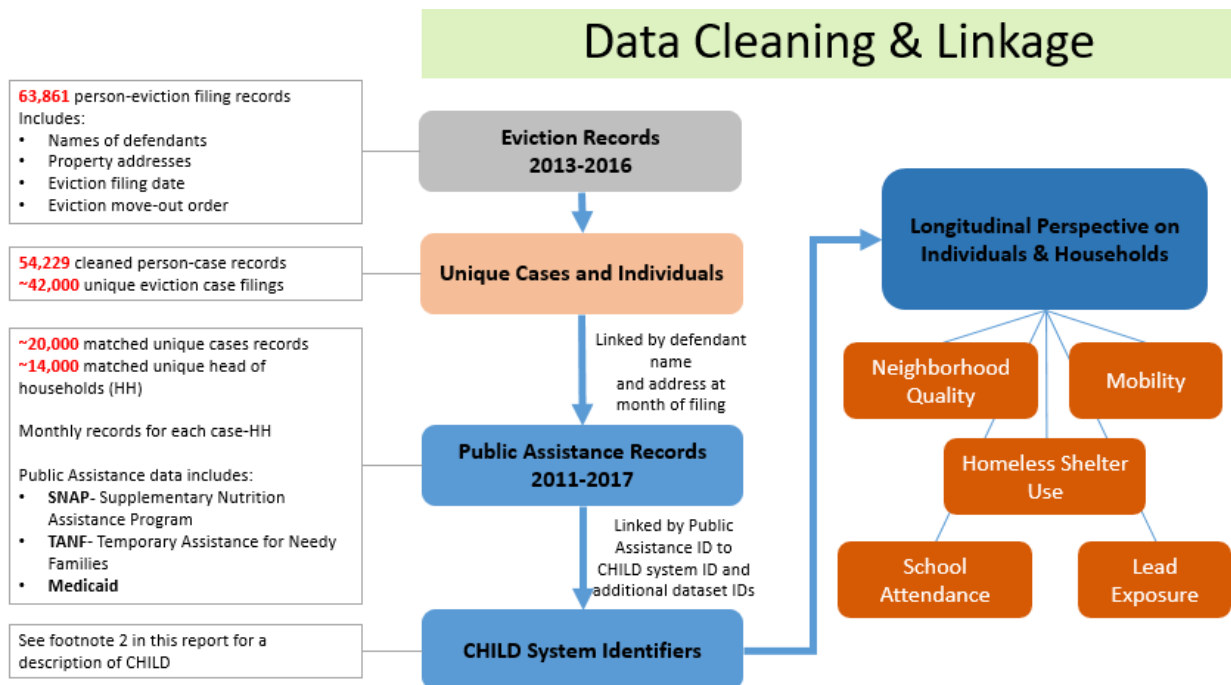 Data Cleaning & Linkage
63,861 person-eviction filing records
Includes:
• Names of defendants
• Property addresses
• Eviction filing date
• Eviction move-out order
Eviction Records
2013-2016
54,229 cleaned person-case records
~42,000 unique eviction case filings
Unique Cases and Individuals
Linked by defendant
name
and address at
month of filing
~20,000 matched unique cases records
~14,000 matched unique head of
households (HH)
Monthly records for each case-HH
Public Assistance data includes:
• SNAP- Supplementary Nutrition
Assistance Program
• TANF- Temporary Assistance for Needy
Families
• Medicaid
Public Assistance Records
2011-2017
Linked by Public
Assistance ID to
CHILD system ID and
additional dataset IDs
See footnote 2 in this report for a
description of CHILD
CHILD System Identifiers
Longitudinal Perspective on
Individuals & Households
Neighborhood
Quality
Mobility
Homeless Shelter
Use
School
Attendance
Lead
Exposure